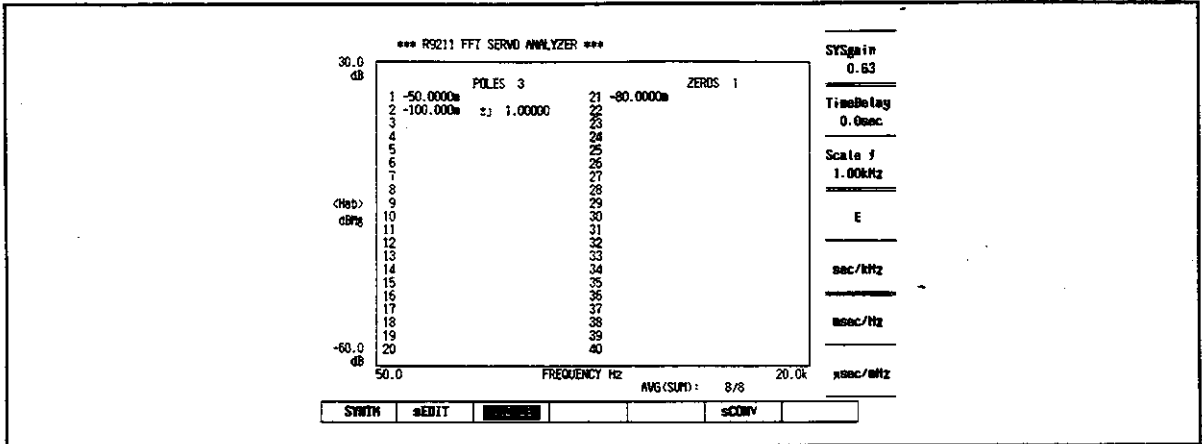 *** R9211 FFT SERVO ANALYZER ***
30.0
dB
POLES 3 ZEROS 1
1 -50.0000m 21 -80.0000m
2 -100.000m ±j 1.00000 22
3 23
4 24
5 25
6 26
7 27
8 28
9 29
10 30
11 31
12 32
13 33
14 34
15 35
16 36
17 37
18 38
19 39
20 40
<Hab>
dBMg
-60.0
dB
50.0 FREQUENCY Hz 20.0k
AVG(SUM): 8/8
SYNTH sEDIT sCONV
SYSgain
0.63
TimeDelay
0.0sec
Scale f
1.00kHz
E
sec/kHz
msec/Hz
µsec/mHz